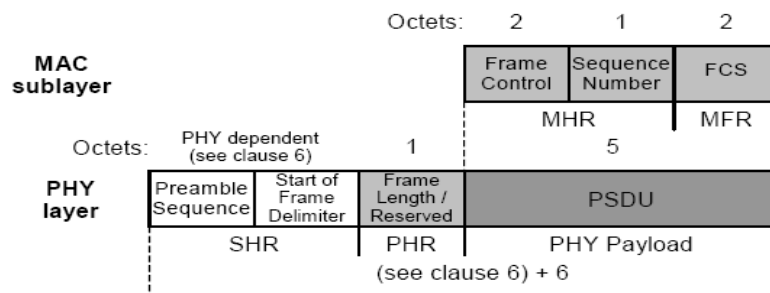 Octets: 2 1 2
MAC sublayer
Frame Control
Sequence Number
FCS
MHR MFR
Octets: PHY dependent (see clause 6) 1 5
PHY layer
Preamble Sequence
Start of Frame Delimiter
Frame Length / Reserved
PSDU
SHR PHR PHY Payload
(see clause 6) + 6